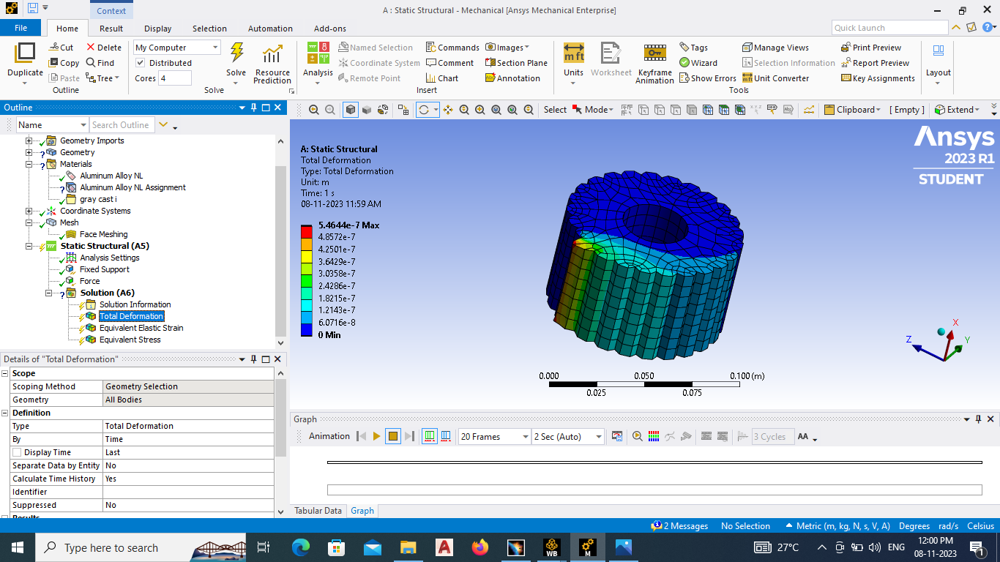 Context
A : Static Structural - Mechanical [Ansys Mechanical Enterprise]
File Home Result Display Selection Automation Add-ons Quick Launch
Duplicate
Cut Delete
Copy Find
Paste Tree
Outline
My Computer
Distributed
Cores 4
Solve
Resource Prediction
Solve
Analysis
Named Selection Commands Images
Coordinate System Comment Section Plane
Remote Point Chart Annotation
Insert
Units Worksheet Keyframe Animation
Tags Manage Views Print Preview
Wizard Selection Information Report Preview
Show Errors Unit Converter Key Assignments
Tools
Layout
Outline
Name Search Outline
Select Mode Clipboard [ Empty ] Extend
Geometry Imports
Geometry
Materials
Aluminum Alloy NL
Aluminum Alloy NL Assignment
gray cast i
Coordinate Systems
Mesh
Face Meshing
Static Structural (A5)
Analysis Settings
Fixed Support
Force
Solution (A6)
Solution Information
Total Deformation
Equivalent Elastic Strain
Equivalent Stress
Details of "Total Deformation"
Scope
Scoping Method Geometry Selection
Geometry All Bodies
Definition
Type Total Deformation
By Time
Display Time Last
Separate Data by Entity No
Calculate Time History Yes
Identifier
Suppressed No
Results
A: Static Structural
Total Deformation
Type: Total Deformation
Unit: m
Time: 1 s
08-11-2023 11:59 AM
5.4644e-7 Max
4.8572e-7
4.2501e-7
3.6429e-7
3.0358e-7
2.4286e-7
1.8215e-7
1.2143e-7
6.0716e-8
0 Min
Ansys
2023 R1
STUDENT
X
Y
Z
0.000 0.050 0.100 (m)
0.025 0.075
Graph
Animation 20 Frames 2 Sec (Auto) 3 Cycles AA
Tabular Data Graph
2 Messages No Selection Metric (m, kg, N, s, V, A) Degrees rad/s Celsius
Type here to search
WB
M
27°C
ENG
12:00 PM
08-11-2023
1